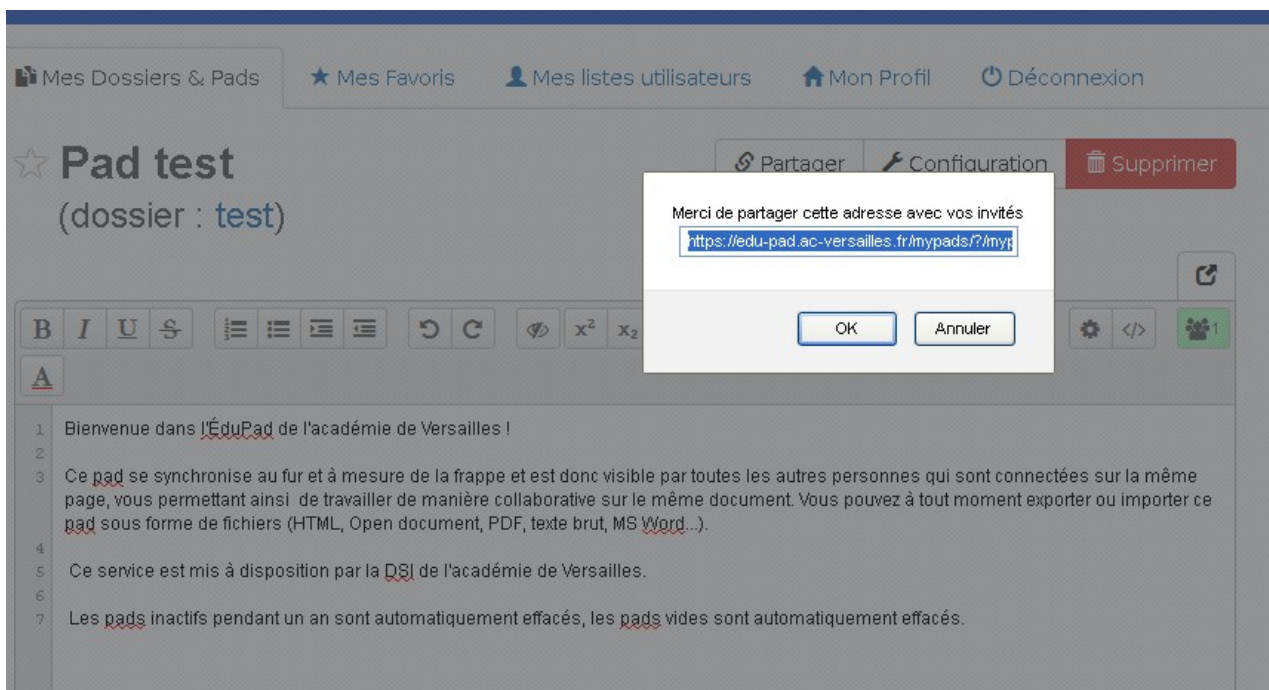 Mes Dossiers & Pads
Mes Favoris
Mes listes utilisateurs
Mon Profil
Déconnexion
Pad test
Partager
Configuration
Supprimer
(dossier : test)
Merci de partager cette adresse avec vos invités
https://edu-pad.ac-versailles.fr/mypads/?/myp
OK
Annuler
B I U S x² x₂ </> 1
A
1 Bienvenue dans l'ÉduPad de l'académie de Versailles !
2
3 Ce pad se synchronise au fur et à mesure de la frappe et est donc visible par toutes les autres personnes qui sont connectées sur la même
page, vous permettant ainsi de travailler de manière collaborative sur le même document. Vous pouvez à tout moment exporter ou importer ce
pad sous forme de fichiers (HTML, Open document, PDF, texte brut, MS Word...).
4
5 Ce service est mis à disposition par la DSI de l'académie de Versailles.
6
7 Les pads inactifs pendant un an sont automatiquement effacés, les pads vides sont automatiquement effacés.